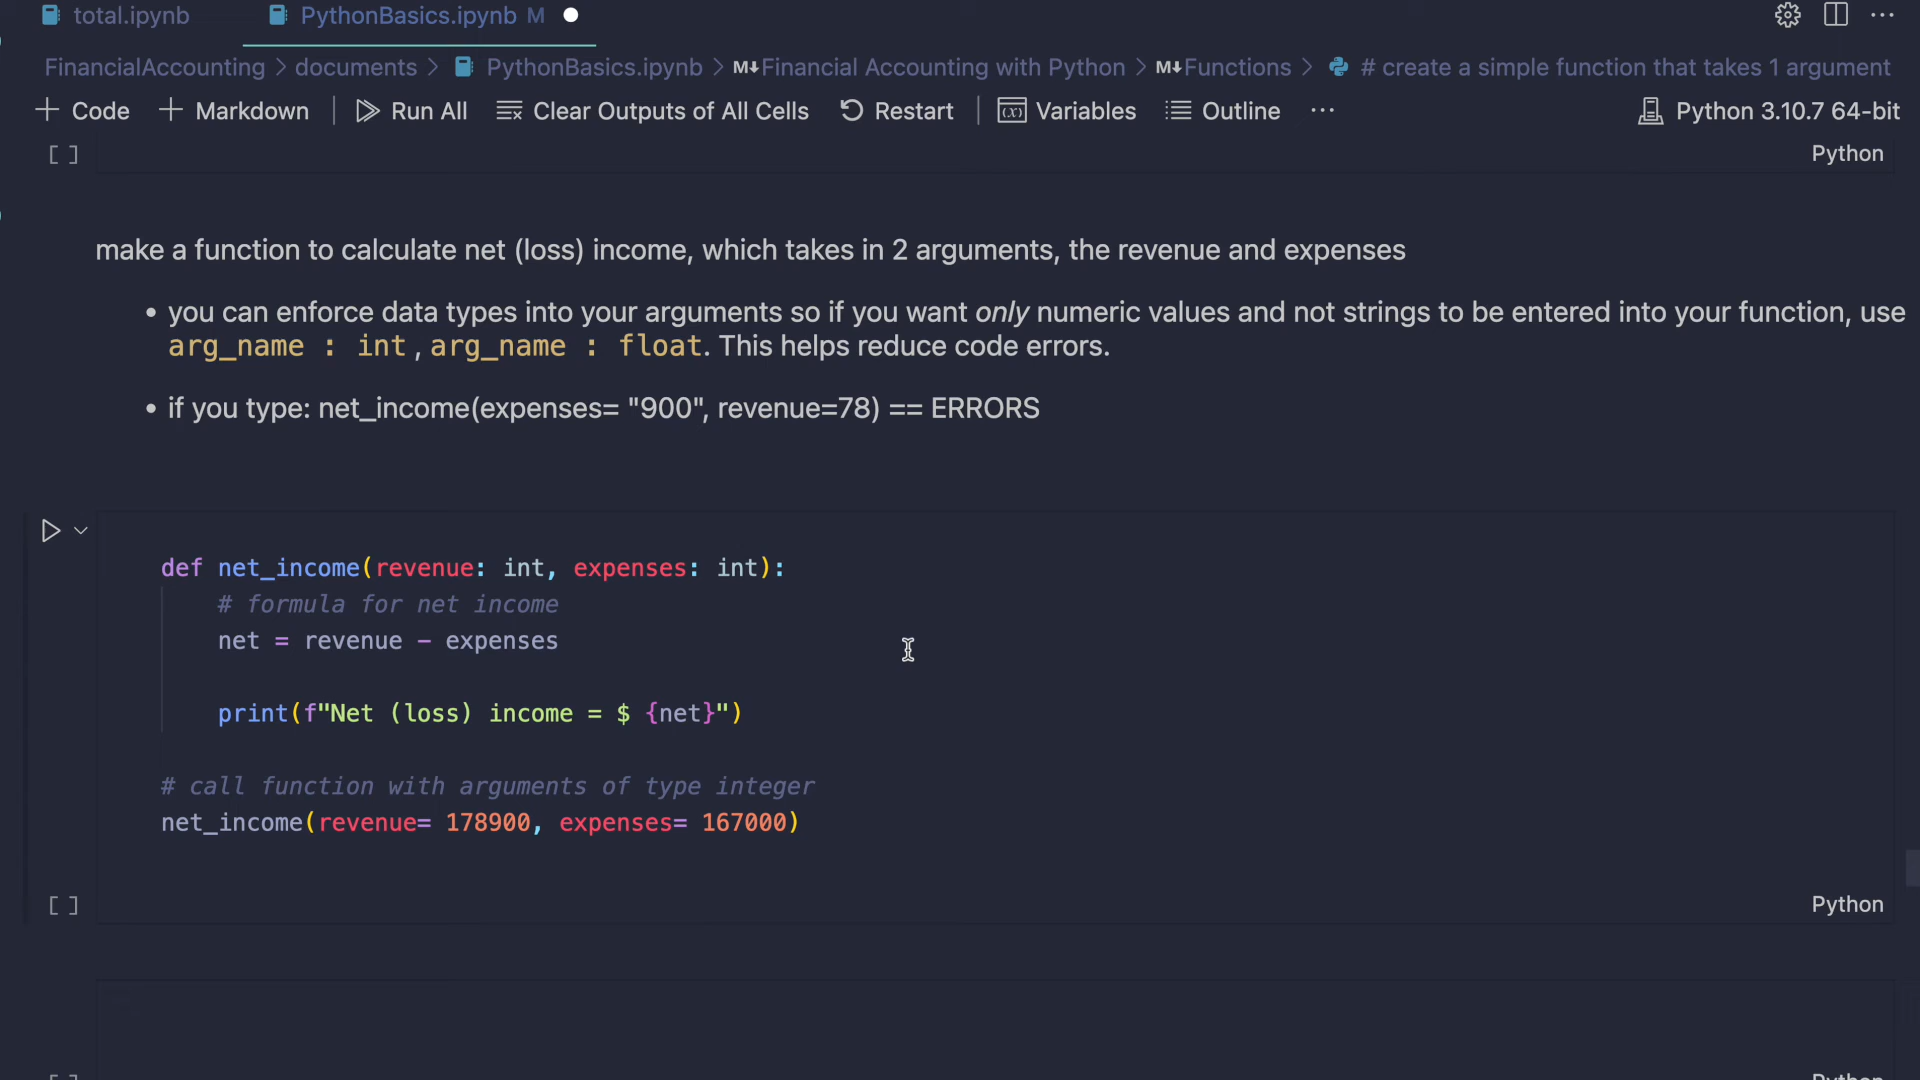 total.ipynb PythonBasics.ipynb M
FinancialAccounting > documents > PythonBasics.ipynb > M↓Financial Accounting with Python > M↓Functions > # create a simple function that takes 1 argument
+ Code + Markdown Run All Clear Outputs of All Cells Restart Variables Outline ··· Python 3.10.7 64-bit
[ ] Python
make a function to calculate net (loss) income, which takes in 2 arguments, the revenue and expenses
• you can enforce data types into your arguments so if you want only numeric values and not strings to be entered into your function, use
arg_name : int , arg_name : float. This helps reduce code errors.
• if you type: net_income(expenses= "900", revenue=78) == ERRORS
def net_income(revenue: int, expenses: int):
# formula for net income
net = revenue - expenses
print(f"Net (loss) income = $ {net}")
# call function with arguments of type integer
net_income(revenue= 178900, expenses= 167000)
[ ] Python
[ ] Python